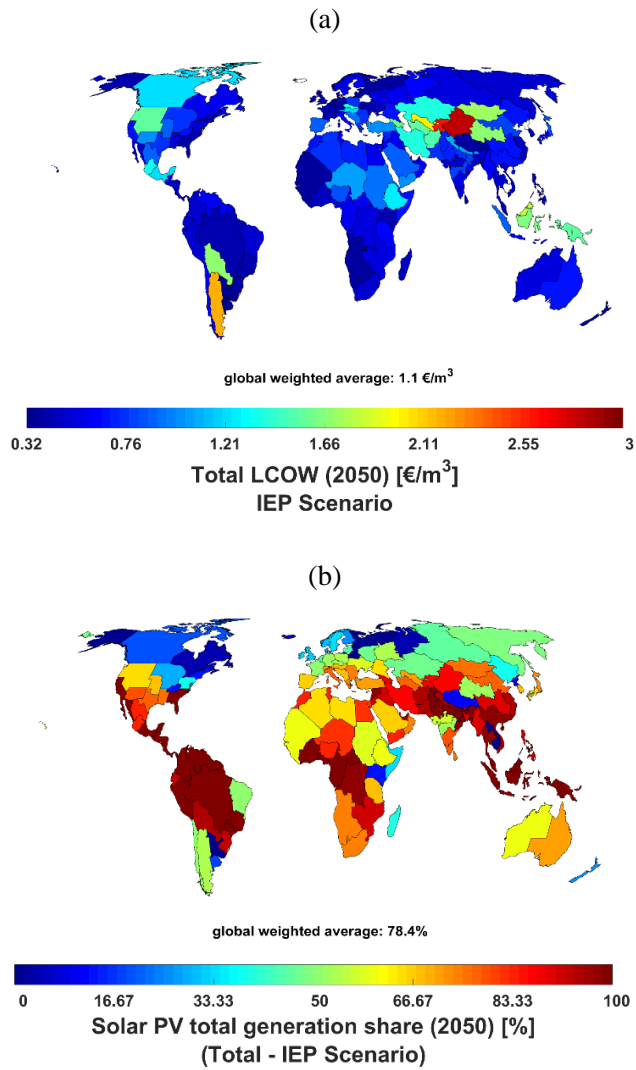 (a)
global weighted average: 1.1 €/m³
0.32 0.76 1.21 1.66 2.11 2.55 3
Total LCOW (2050) [€/m³]
IEP Scenario
(b)
global weighted average: 78.4%
0 16.67 33.33 50 66.67 83.33 100
Solar PV total generation share (2050) [%]
(Total - IEP Scenario)